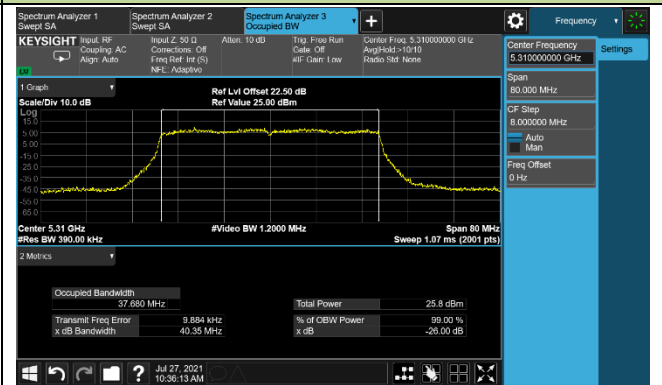 Spectrum Analyzer 1
Swept SA
Spectrum Analyzer 2
Swept SA
Spectrum Analyzer 3
Occupied BW
Frequency
KEYSIGHT
Input: RF
Coupling: AC
Align: Auto
Input Z: 50 Ω
Corrections: Off
Freq Ref: Int (S)
NFE: Adaptive
Atten: 10 dB
Trig: Free Run
Gate: Off
#IF Gain: Low
Center Freq: 5.310000000 GHz
Avg|Hold:>10/10
Radio Std: None
Center Frequency
5.310000000 GHz
Settings
Span
80.000 MHz
CF Step
8.000000 MHz
Auto
Man
Freq Offset
0 Hz
1 Graph
Scale/Div 10.0 dB
Ref Lvl Offset 22.50 dB
Ref Value 25.00 dBm
Log
15.0
5.00
-5.00
-15.0
-25.0
-35.0
-45.0
-55.0
-65.0
Center 5.31 GHz
#Video BW 1.2000 MHz
Span 80 MHz
#Res BW 390.00 kHz
Sweep 1.07 ms (2001 pts)
2 Metrics
Occupied Bandwidth
37.680 MHz
Total Power
25.8 dBm
Transmit Freq Error
9.884 kHz
% of OBW Power
99.00 %
x dB Bandwidth
40.35 MHz
x dB
-26.00 dB
Jul 27, 2021
10:36:13 AM